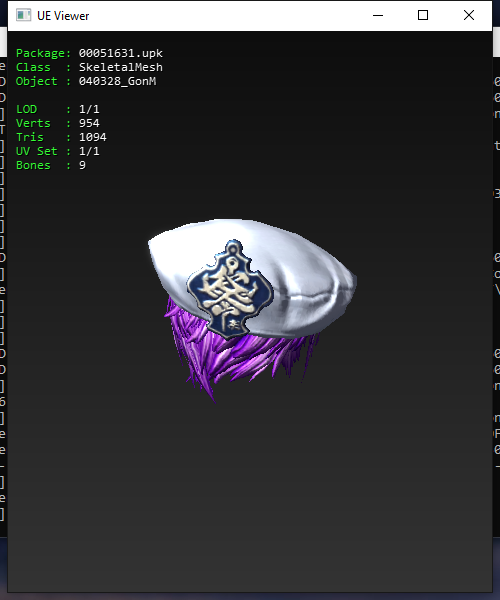 UE Viewer
Package: 00051631.upk
Class : SkeletalMesh
Object : 040328_GonM
LOD : 1/1
Verts : 954
Tris : 1094
UV Set : 1/1
Bones : 9